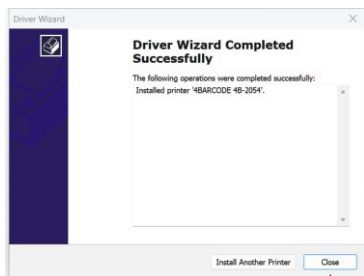 Driver Wizard
Driver Wizard Completed
Successfully
The following operations were completed successfully:
Installed printer '4BARCODE 4B-2054'.
Install Another Printer
Close